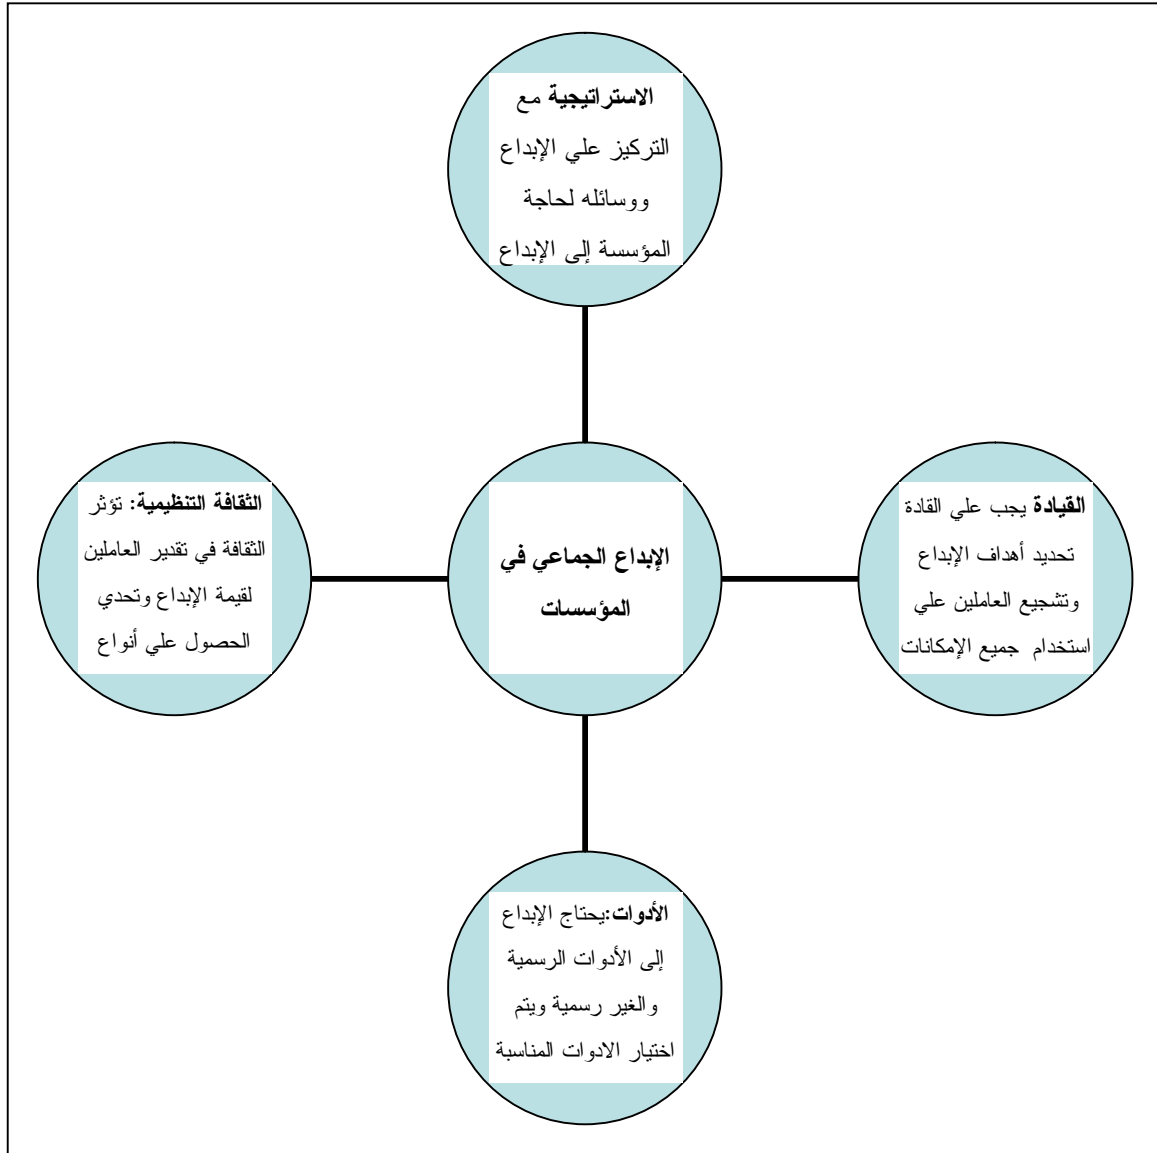 الاستراتيجية مع
التركيز علي الإبداع
ووسائله لحاجة
المؤسسة إلى الإبداع
القيادة يجب علي القادة
تحديد أهداف الإبداع
وتشجيع العاملين علي
استخدام جميع الإمكانات
الإبداع الجماعي في
المؤسسات
الثقافة التنظيمية: تؤثر
الثقافة في تقدير العاملين
لقيمة الإبداع وتحدي
الحصول علي أنواع
الأدوات:يحتاج الإبداع
إلى الأدوات الرسمية
والغير رسمية ويتم
اختيار الادوات المناسبة